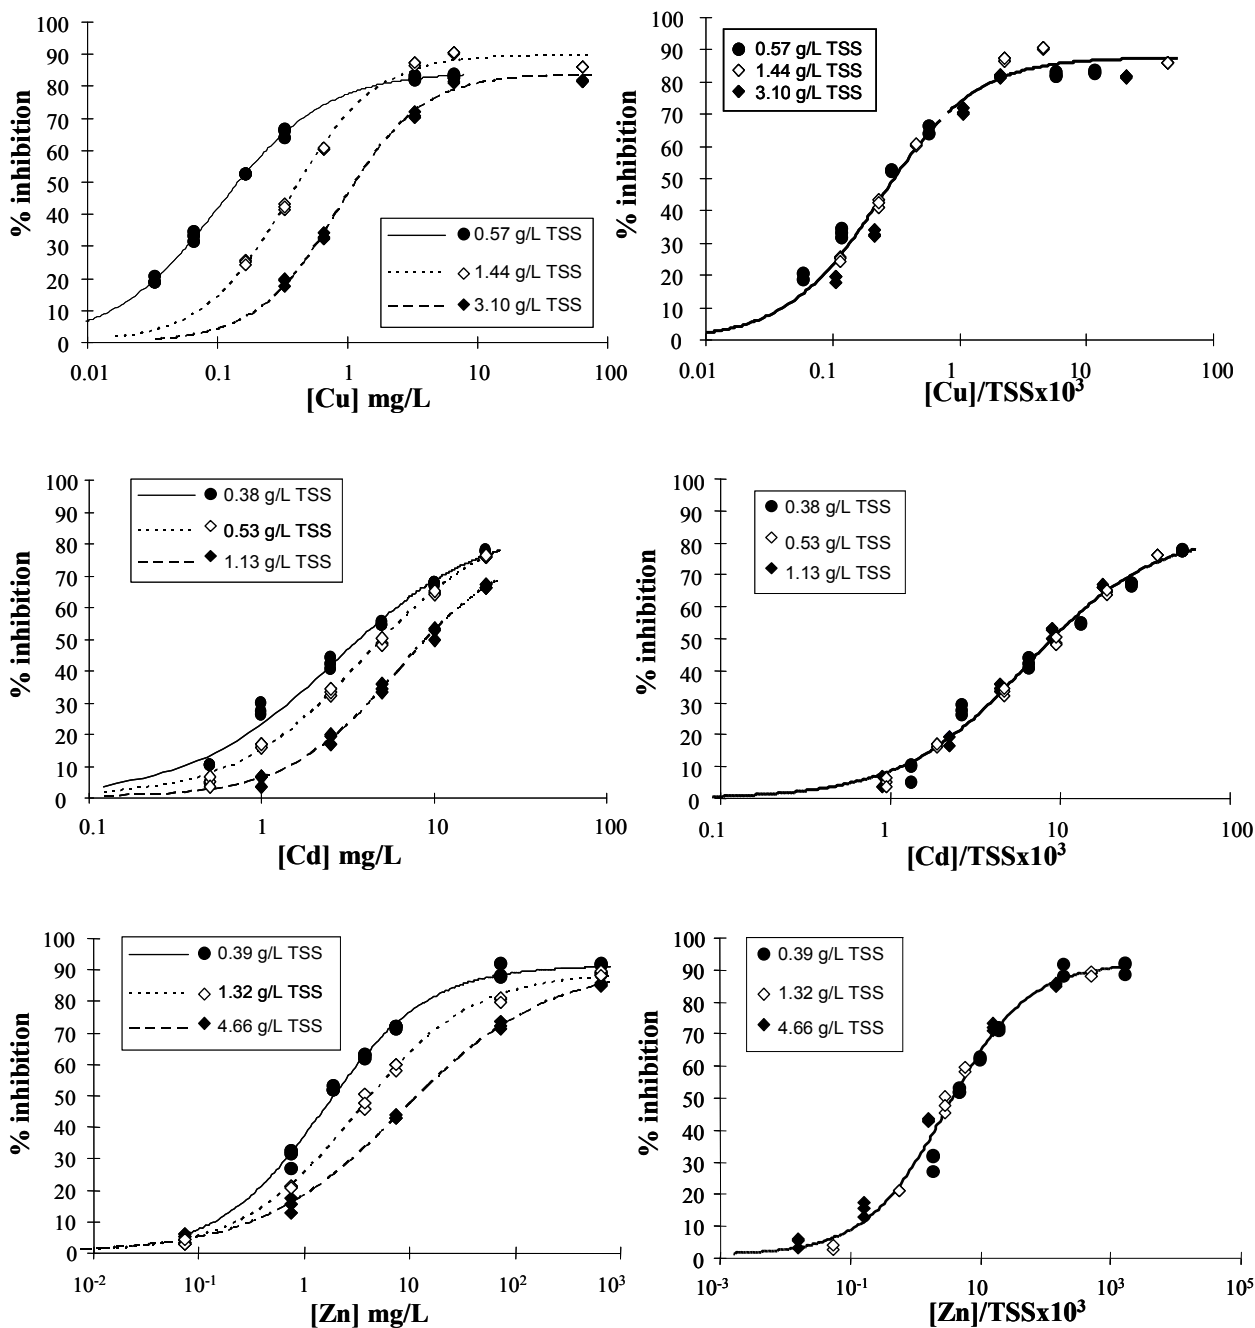 100
90
80
70
60
50
40
30
20
10
0
% inhibition
0.57 g/L TSS
1.44 g/L TSS
3.10 g/L TSS
0.01 0.1 1 10 100
[Cu] mg/L
100
90
80
70
60
50
40
30
20
10
0
% inhibition
0.57 g/L TSS
1.44 g/L TSS
3.10 g/L TSS
0.01 0.1 1 10 100
[Cu]/TSSx10³
100
90
80
70
60
50
40
30
20
10
0
% inhibition
0.38 g/L TSS
0.53 g/L TSS
1.13 g/L TSS
0.1 1 10 100
[Cd] mg/L
100
90
80
70
60
50
40
30
20
10
0
% inhibition
0.38 g/L TSS
0.53 g/L TSS
1.13 g/L TSS
0.1 1 10 100
[Cd]/TSSx10³
100
90
80
70
60
50
40
30
20
10
0
% inhibition
0.39 g/L TSS
1.32 g/L TSS
4.66 g/L TSS
10⁻² 10⁻¹ 1 10 10² 10³
[Zn] mg/L
100
90
80
70
60
50
40
30
20
10
0
% inhibition
0.39 g/L TSS
1.32 g/L TSS
4.66 g/L TSS
10⁻³ 10⁻¹ 10 10³ 10⁵
[Zn]/TSSx10³